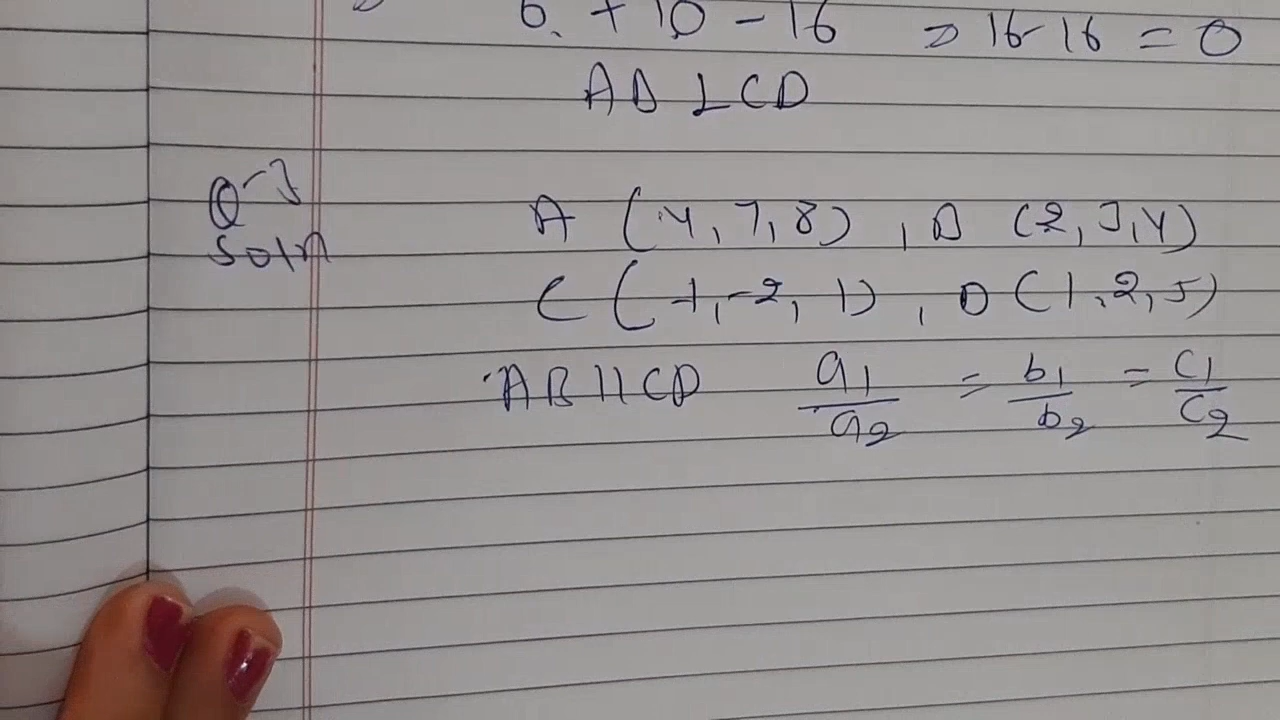 6. + 10 - 16 ⇒ 16-16 = 0
AB ⊥ CD
Q-3
Soln
A (4, 7, 8) , B (2, 3, 4)
C (-1, -2, 1) , D (1, 2, 5)
AB || CD a1/a2 = b1/b2 = c1/c2